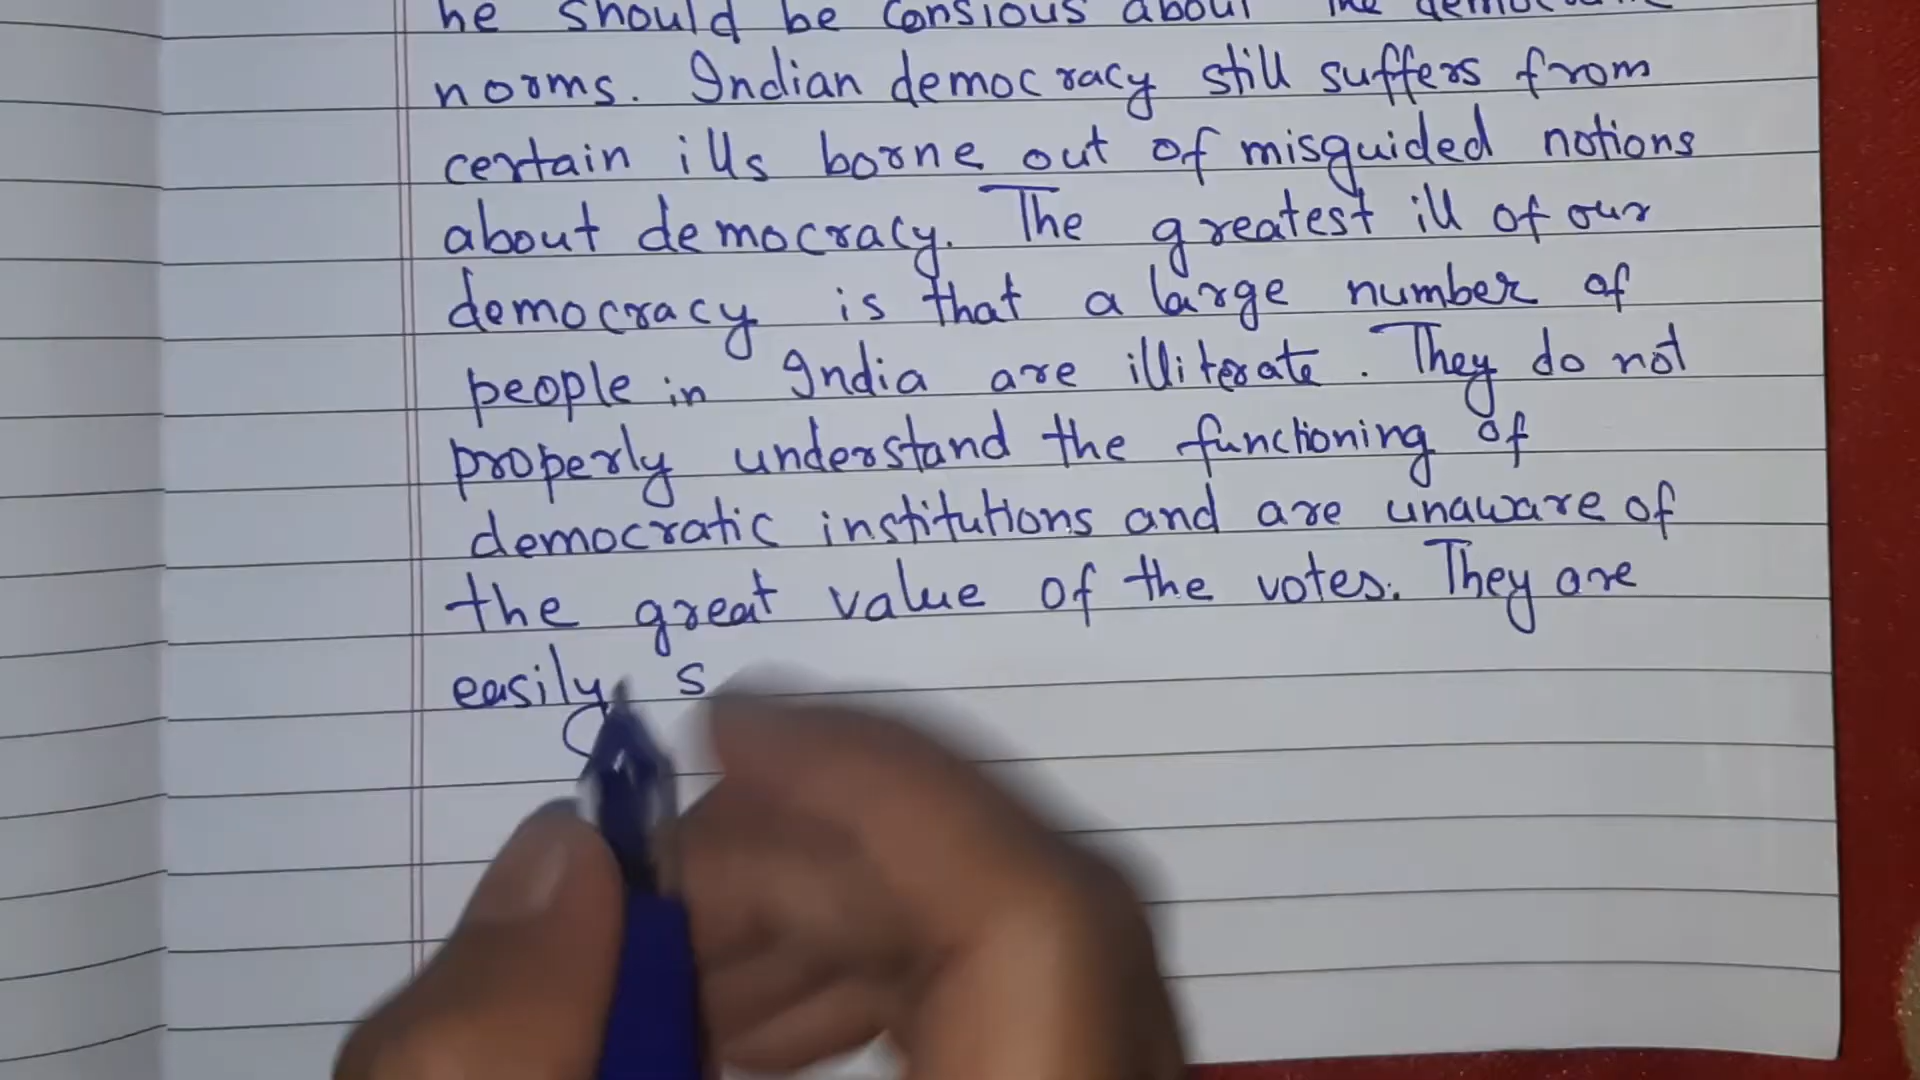 he should be consious about the democratic
norms. Indian democracy still suffers from
certain ills borne out of misguided notions
about democracy. The greatest ill of our
democracy is that a large number of
people in India are illiterate. They do not
properly understand the functioning of
democratic institutions and are unaware of
the great value of the votes. They are
easily s